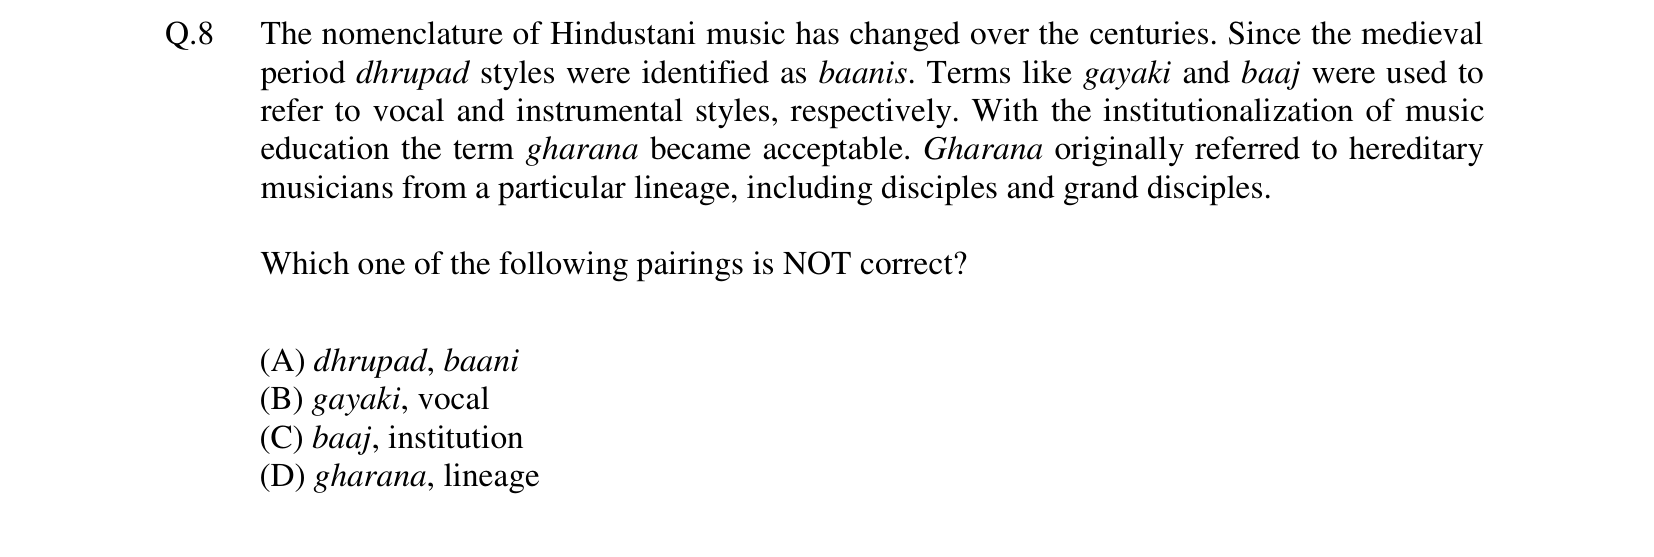 Q.8 The nomenclature of Hindustani music has changed over the centuries. Since the medieval
period dhrupad styles were identified as baanis. Terms like gayaki and baaj were used to
refer to vocal and instrumental styles, respectively. With the institutionalization of music
education the term gharana became acceptable. Gharana originally referred to hereditary
musicians from a particular lineage, including disciples and grand disciples.
Which one of the following pairings is NOT correct?
(A) dhrupad, baani
(B) gayaki, vocal
(C) baaj, institution
(D) gharana, lineage